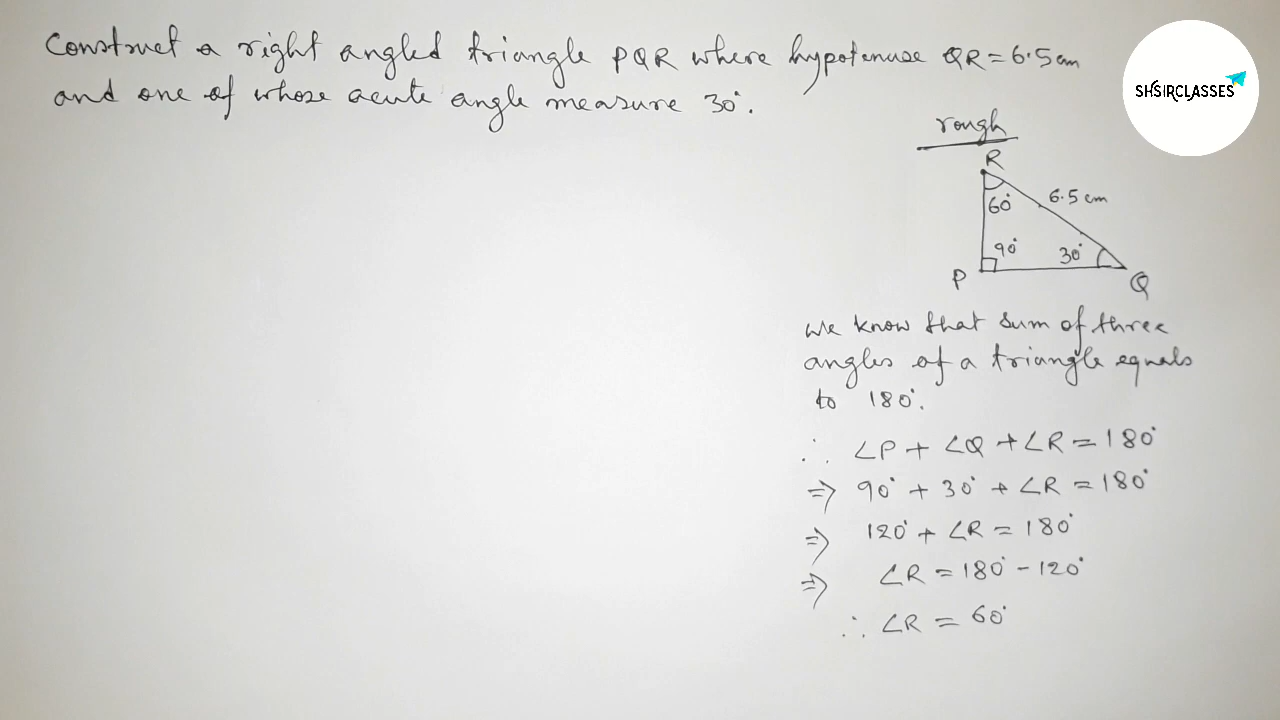 Construct a right angled triangle PQR where hypotenuse QR = 6.5 cm
and one of whose acute angle measure 30°.
SHSIRCLASSES
rough
R
60°
6.5 cm
90°
30°
P
Q
we know that sum of three
angles of a triangle equals
to 180°.
∴ ∠P + ∠Q + ∠R = 180°
⇒ 90° + 30° + ∠R = 180°
⇒ 120° + ∠R = 180°
⇒ ∠R = 180° - 120°
∴ ∠R = 60°